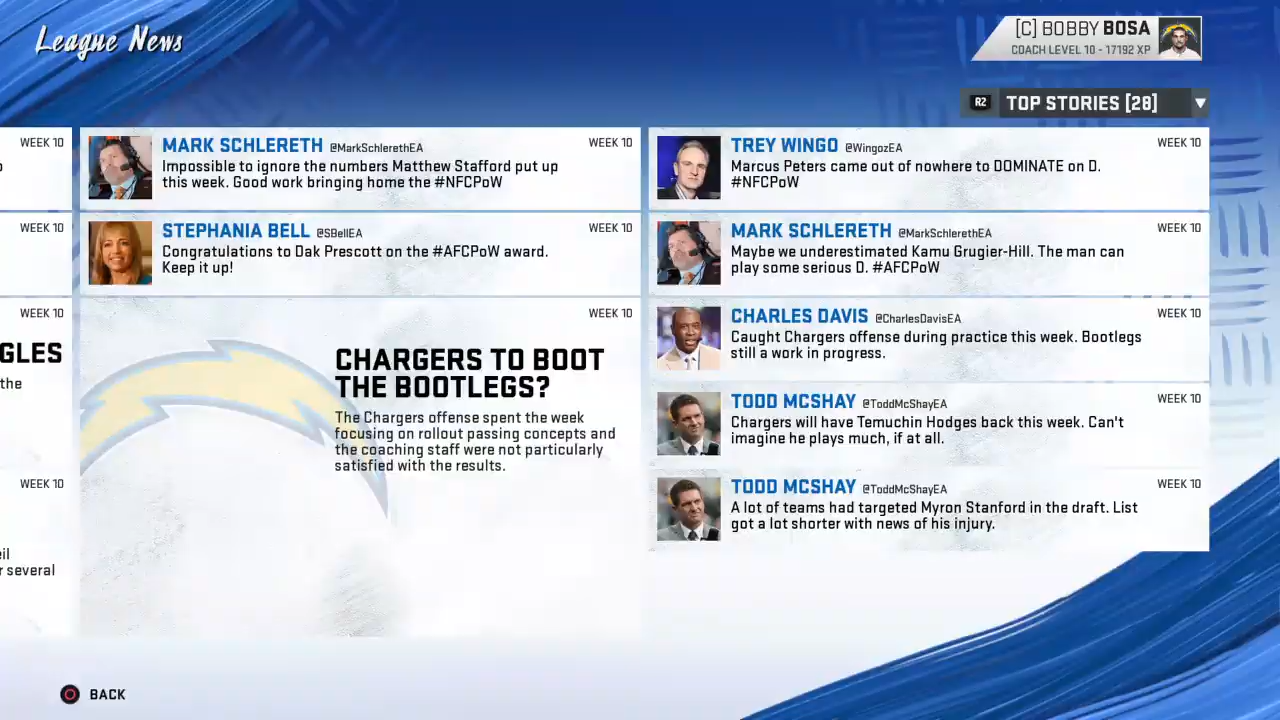 League News
[C] BOBBY BOSA
COACH LEVEL 10 - 17192 XP
R2 TOP STORIES [28]
WEEK 10
WEEK 10
WEEK 10
GLES
the
WEEK 10
eil
r several
MARK SCHLERETH @MarkSchlerethEA WEEK 10
Impossible to ignore the numbers Matthew Stafford put up
this week. Good work bringing home the #NFCPoW
STEPHANIA BELL @SBellEA WEEK 10
Congratulations to Dak Prescott on the #AFCPoW award.
Keep it up!
WEEK 10
CHARGERS TO BOOT
THE BOOTLEGS?
The Chargers offense spent the week
focusing on rollout passing concepts and
the coaching staff were not particularly
satisfied with the results.
TREY WINGO @WingozEA WEEK 10
Marcus Peters came out of nowhere to DOMINATE on D.
#NFCPoW
MARK SCHLERETH @MarkSchlerethEA WEEK 10
Maybe we underestimated Kamu Grugier-Hill. The man can
play some serious D. #AFCPoW
CHARLES DAVIS @CharlesDavisEA WEEK 10
Caught Chargers offense during practice this week. Bootlegs
still a work in progress.
TODD MCSHAY @ToddMcShayEA WEEK 10
Chargers will have Temuchin Hodges back this week. Can't
imagine he plays much, if at all.
TODD MCSHAY @ToddMcShayEA WEEK 10
A lot of teams had targeted Myron Stanford in the draft. List
got a lot shorter with news of his injury.
BACK